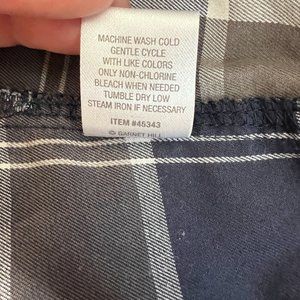 MACHINE WASH COLD
GENTLE CYCLE
WITH LIKE COLORS
ONLY NON-CHLORINE
BLEACH WHEN NEEDED
TUMBLE DRY LOW
STEAM IRON IF NECESSARY
ITEM #45343
© GARNET HILL